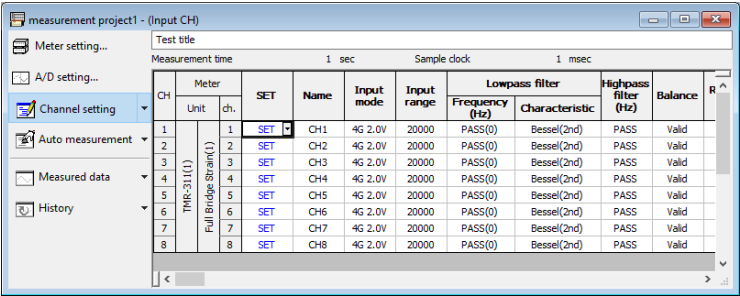 measurement project1 - (Input CH)
Meter setting...
A/D setting...
Channel setting
Auto measurement
Measured data
History
Test title
Measurement time 1 sec Sample clock 1 msec
CH Meter SET Name Input mode Input range Lowpass filter Highpass filter (Hz) Balance R
Unit ch. Frequency (Hz) Characteristic
TMR-311(1)
Full Bridge Strain(1)
1 1 SET CH1 4G 2.0V 20000 PASS(0) Bessel(2nd) PASS Valid
2 2 SET CH2 4G 2.0V 20000 PASS(0) Bessel(2nd) PASS Valid
3 3 SET CH3 4G 2.0V 20000 PASS(0) Bessel(2nd) PASS Valid
4 4 SET CH4 4G 2.0V 20000 PASS(0) Bessel(2nd) PASS Valid
5 5 SET CH5 4G 2.0V 20000 PASS(0) Bessel(2nd) PASS Valid
6 6 SET CH6 4G 2.0V 20000 PASS(0) Bessel(2nd) PASS Valid
7 7 SET CH7 4G 2.0V 20000 PASS(0) Bessel(2nd) PASS Valid
8 8 SET CH8 4G 2.0V 20000 PASS(0) Bessel(2nd) PASS Valid